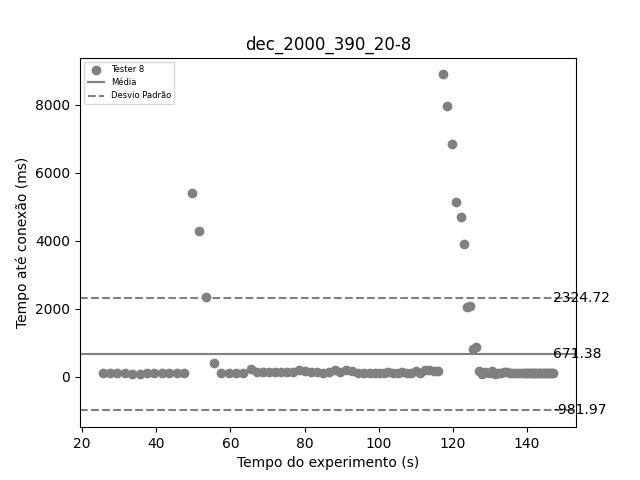 dec_2000_390_20-8
Tester 8
Média
Desvio Padrão
Tempo até conexão (ms)
8000
6000
4000
2000
0
2324.72
671.38
-981.97
20 40 60 80 100 120 140
Tempo do experimento (s)